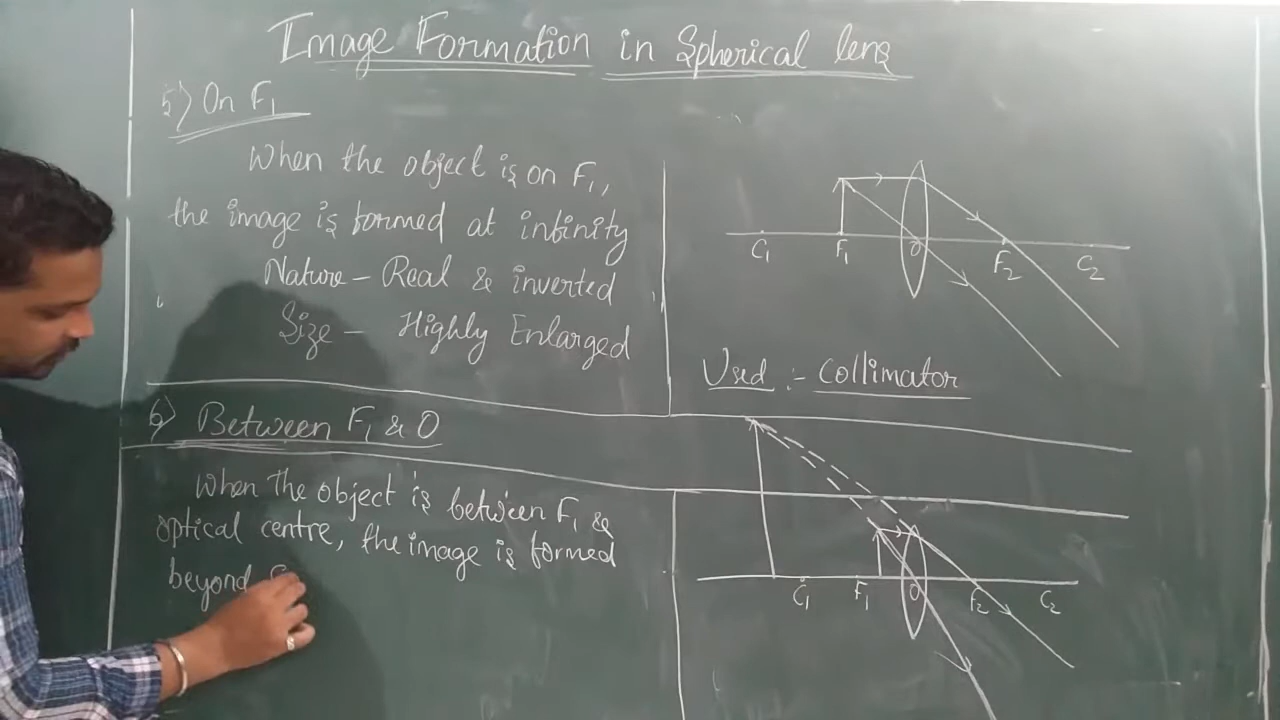 Image Formation in Spherical lens
5) On F₁
When the object is on F₁,
the image is formed at infinity
Nature - Real & inverted
Size - Highly Enlarged
C₁ F₁ O F₂ C₂
Used :- Collimator
6) Between F₁ & O
When the object is between F₁ &
optical centre, the image is formed
beyond
C₁ F₁ O F₂ C₂